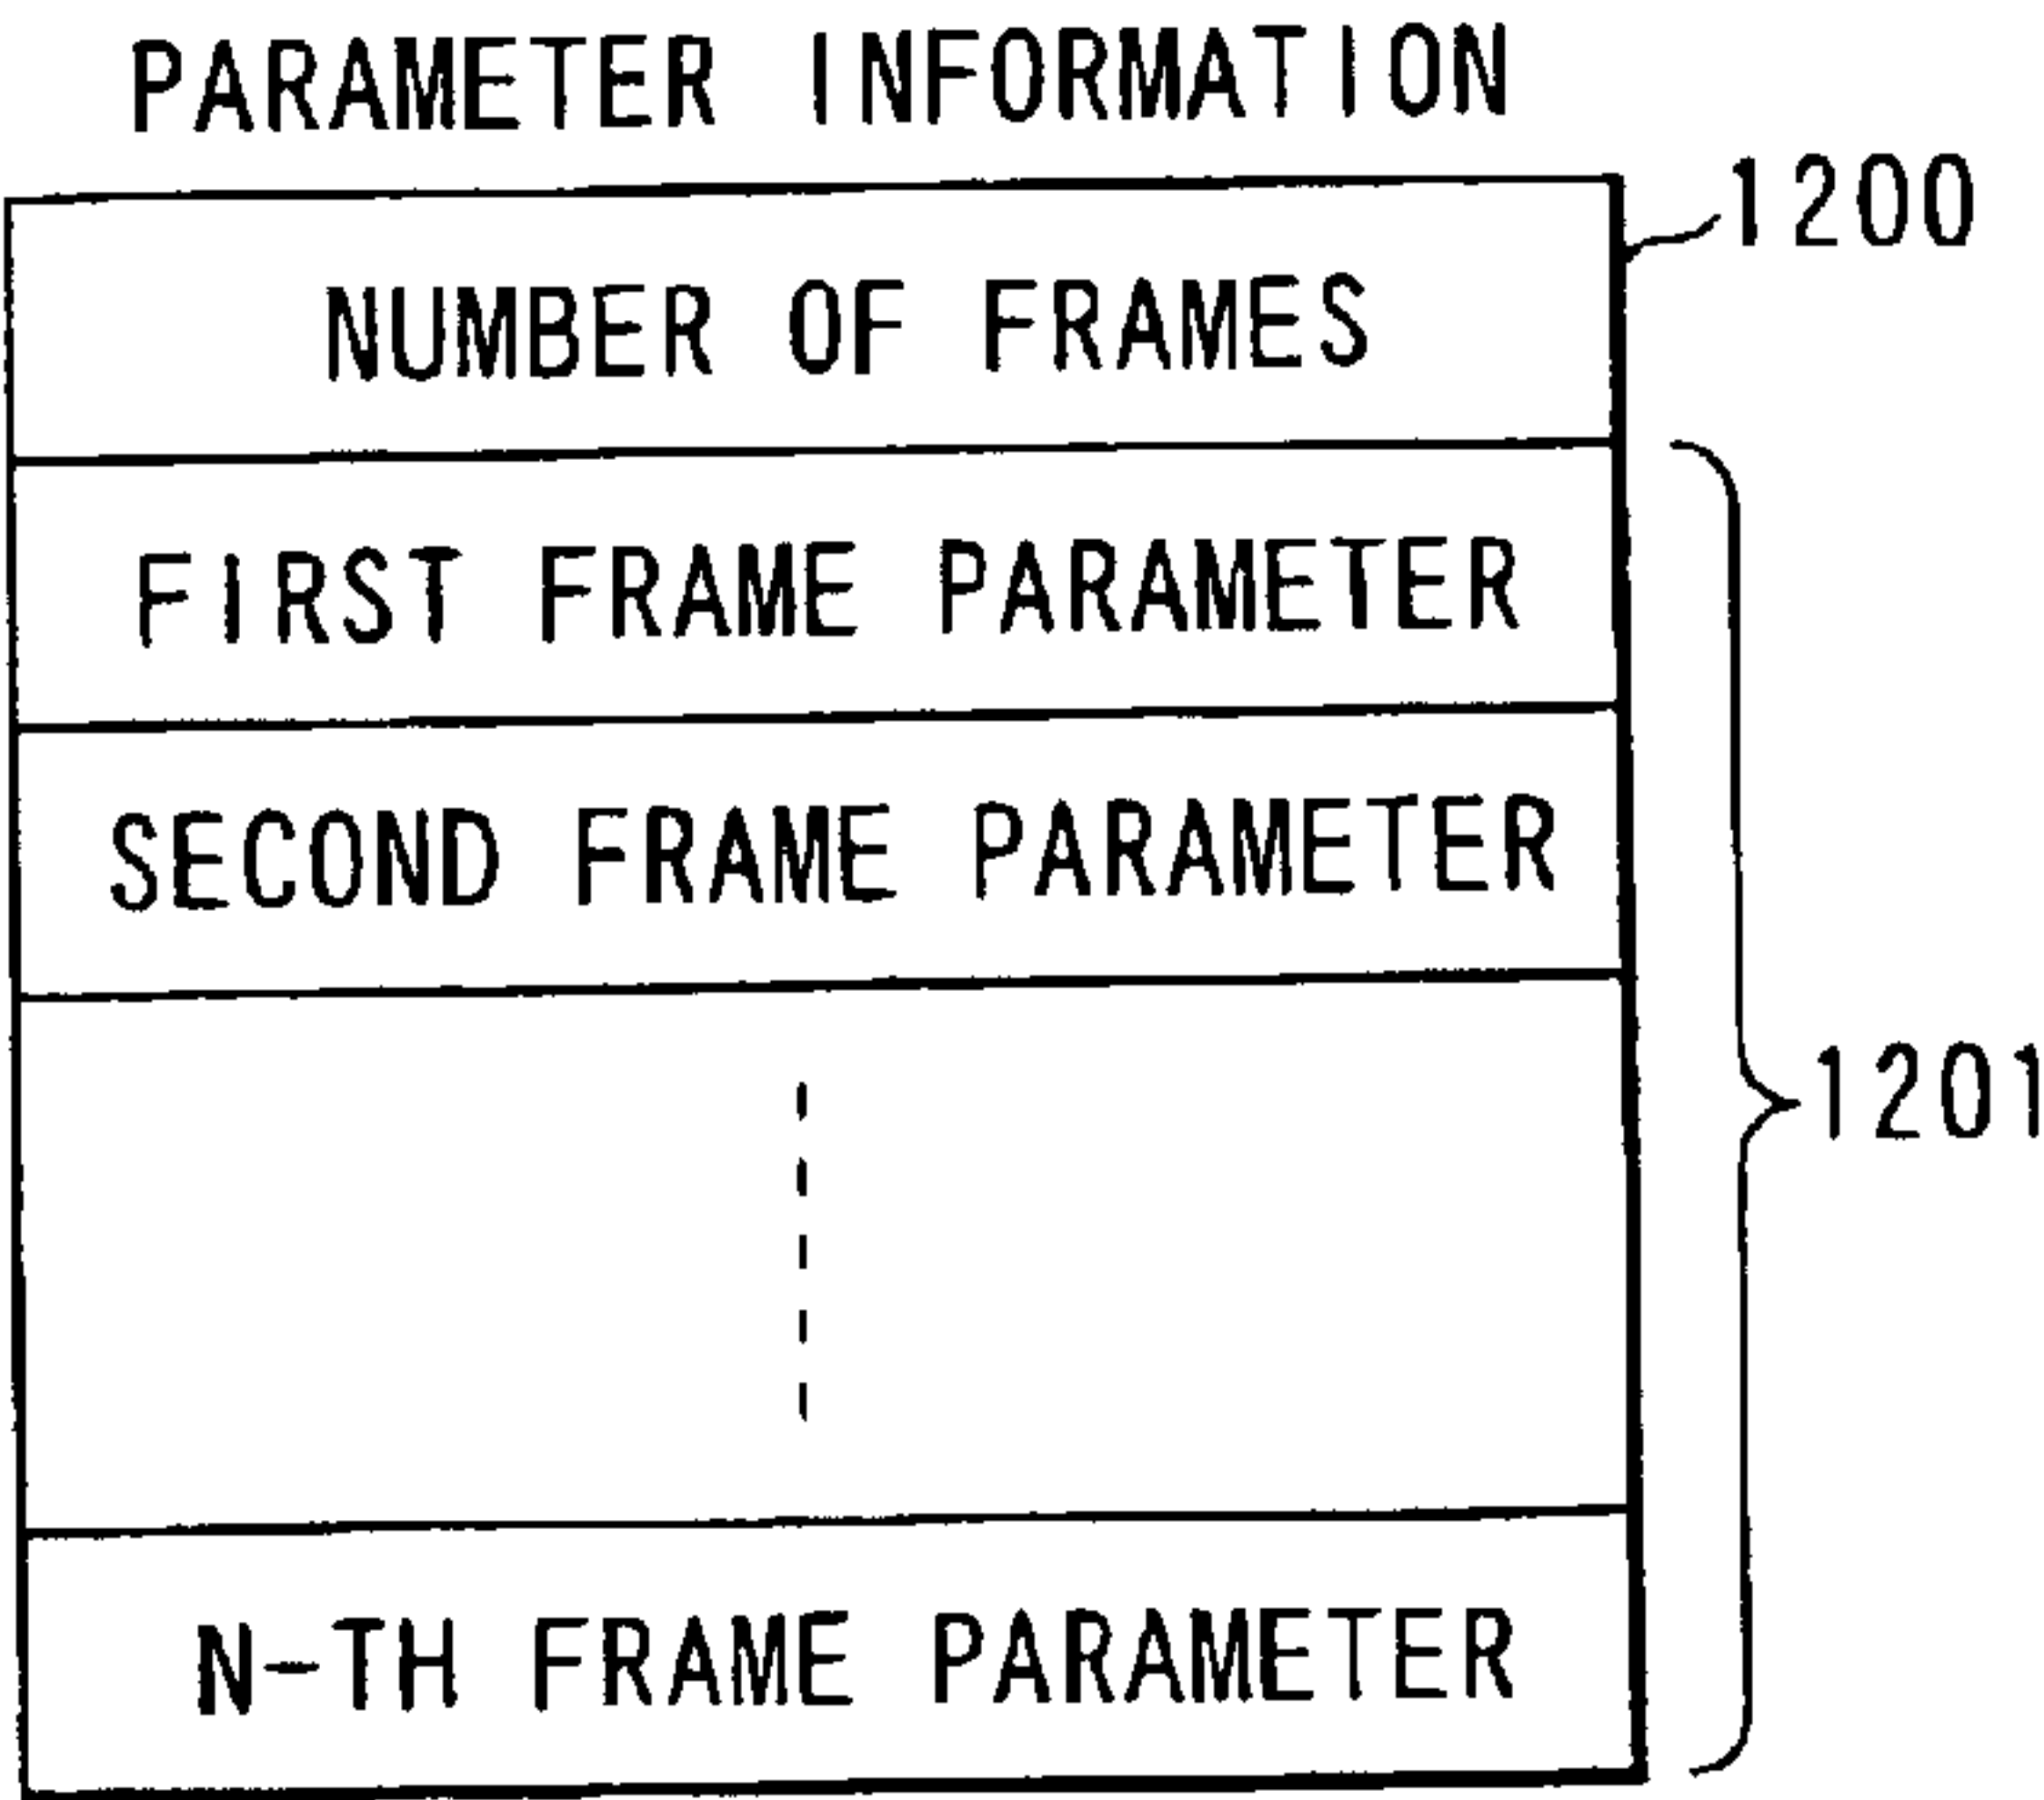 PARAMETER INFORMATION
1200
NUMBER OF FRAMES
FIRST FRAME PARAMETER
SECOND FRAME PARAMETER
1201
N-TH FRAME PARAMETER